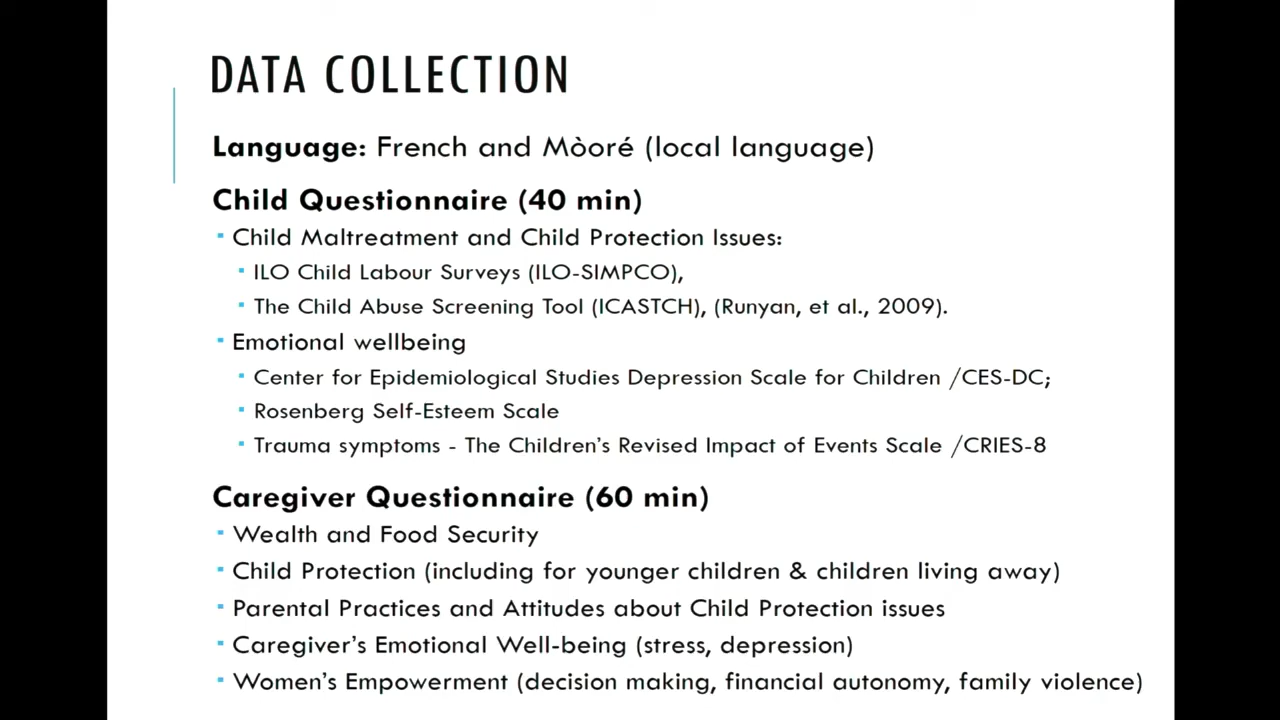 DATA COLLECTION
Language: French and Mòoré (local language)
Child Questionnaire (40 min)
Child Maltreatment and Child Protection Issues:
ILO Child Labour Surveys (ILO-SIMPCO),
The Child Abuse Screening Tool (ICASTCH), (Runyan, et al., 2009).
Emotional wellbeing
Center for Epidemiological Studies Depression Scale for Children /CES-DC;
Rosenberg Self-Esteem Scale
Trauma symptoms - The Children's Revised Impact of Events Scale /CRIES-8
Caregiver Questionnaire (60 min)
Wealth and Food Security
Child Protection (including for younger children & children living away)
Parental Practices and Attitudes about Child Protection issues
Caregiver's Emotional Well-being (stress, depression)
Women's Empowerment (decision making, financial autonomy, family violence)